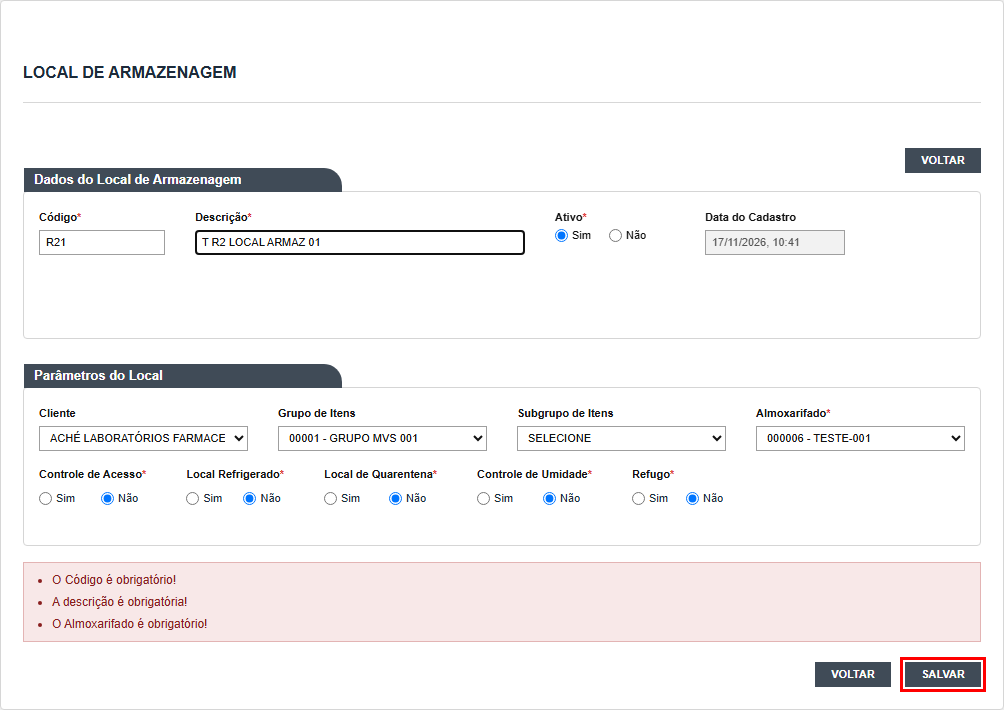 LOCAL DE ARMAZENAGEM
VOLTAR
Dados do Local de Armazenagem
Código* Descrição* Ativo* Data do Cadastro
R21 T R2 LOCAL ARMAZ 01 Sim Não 17/11/2026, 10:41
Parâmetros do Local
Cliente Grupo de Itens Subgrupo de Itens Almoxarifado*
ACHÉ LABORATÓRIOS FARMACE 00001 - GRUPO MVS 001 SELECIONE 000006 - TESTE-001
Controle de Acesso* Local Refrigerado* Local de Quarentena* Controle de Umidade* Refugo*
Sim Não Sim Não Sim Não Sim Não Sim Não
• O Código é obrigatório!
• A descrição é obrigatória!
• O Almoxarifado é obrigatório!
VOLTAR SALVAR